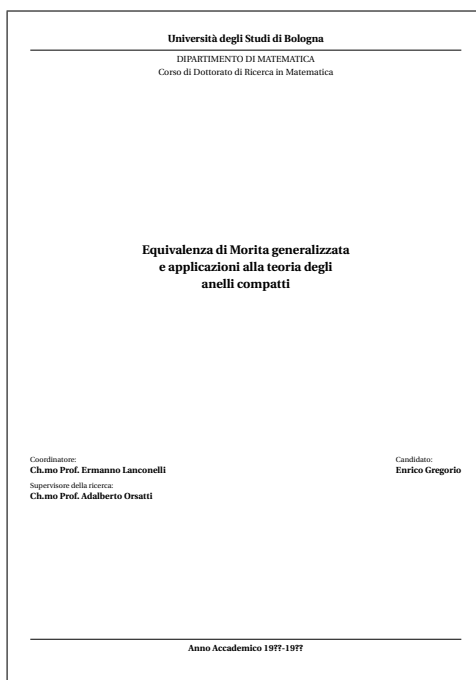 Università degli Studi di Bologna
DIPARTIMENTO DI MATEMATICA
Corso di Dottorato di Ricerca in Matematica
Equivalenza di Morita generalizzata
e applicazioni alla teoria degli
anelli compatti
Coordinatore:
Ch.mo Prof. Ermanno Lanconelli
Supervisore della ricerca:
Ch.mo Prof. Adalberto Orsatti
Candidato:
Enrico Gregorio
Anno Accademico 19??-19??